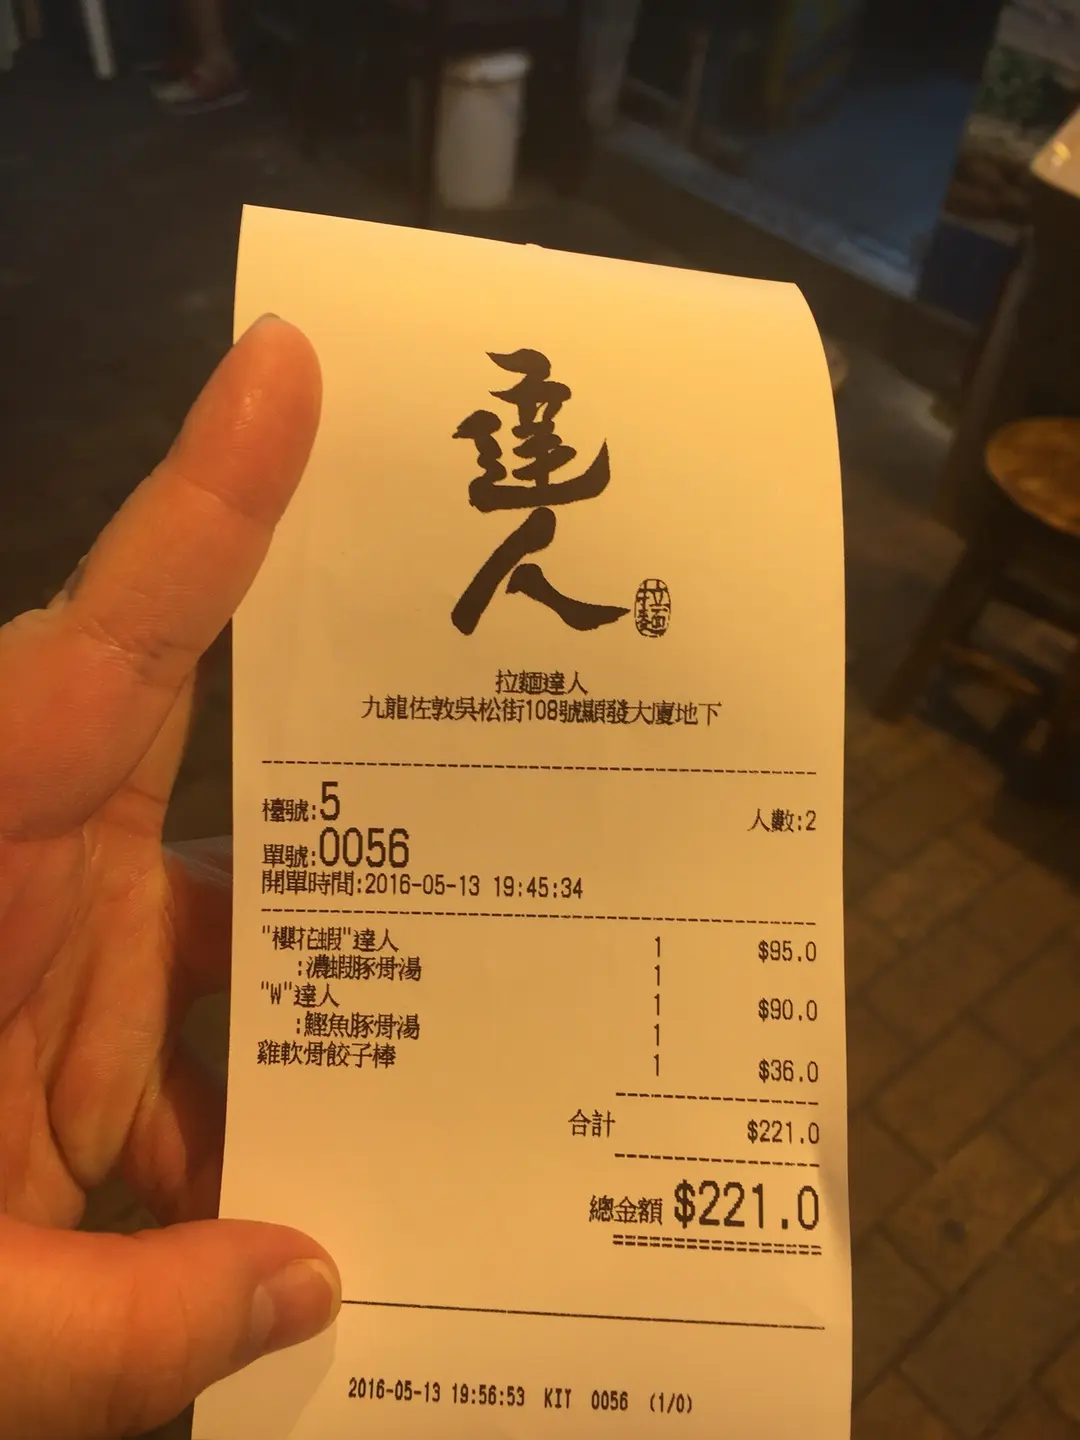 達人
拉麵
拉麵達人
九龍佐敦吳松街108號顯發大廈地下
檯號:5 人數:2
單號:0056
開單時間:2016-05-13 19:45:34
"櫻花蝦"達人 1 $95.0
:濃蝦豚骨湯 1
"W"達人 1 $90.0
:鰹魚豚骨湯 1
雞軟骨餃子棒 1 $36.0
合計 $221.0
總金額 $221.0
2016-05-13 19:56:53 KIT 0056 (1/0)